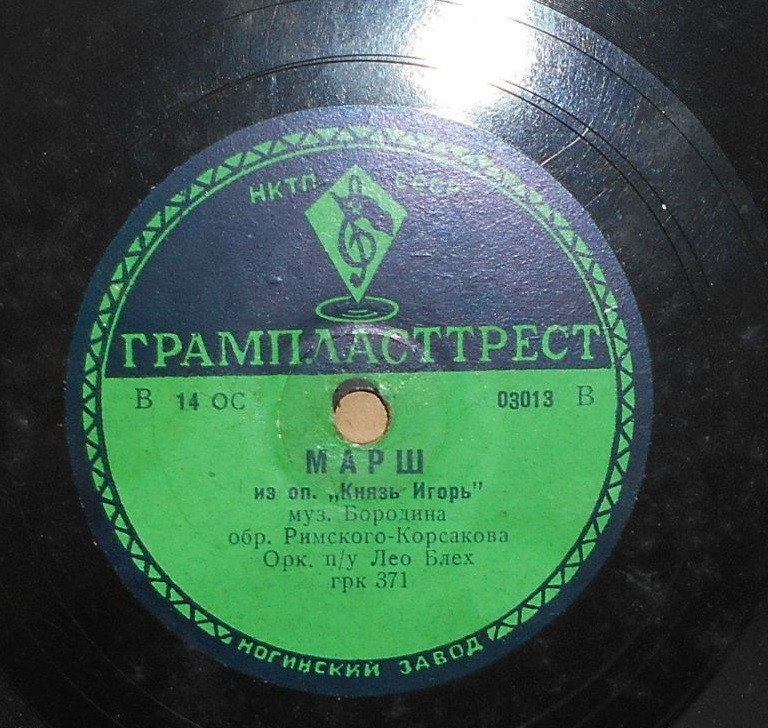 НКТП СССР
ГРАМПЛАСТТРЕСТ
В 14 ОС 03013 В
МАРШ
из оп. „Князь Игорь"
муз. Бородина
обр. Римского-Корсакова
Орк. п/у Лео Блех
грк 371
НОГИНСКИЙ ЗАВОД